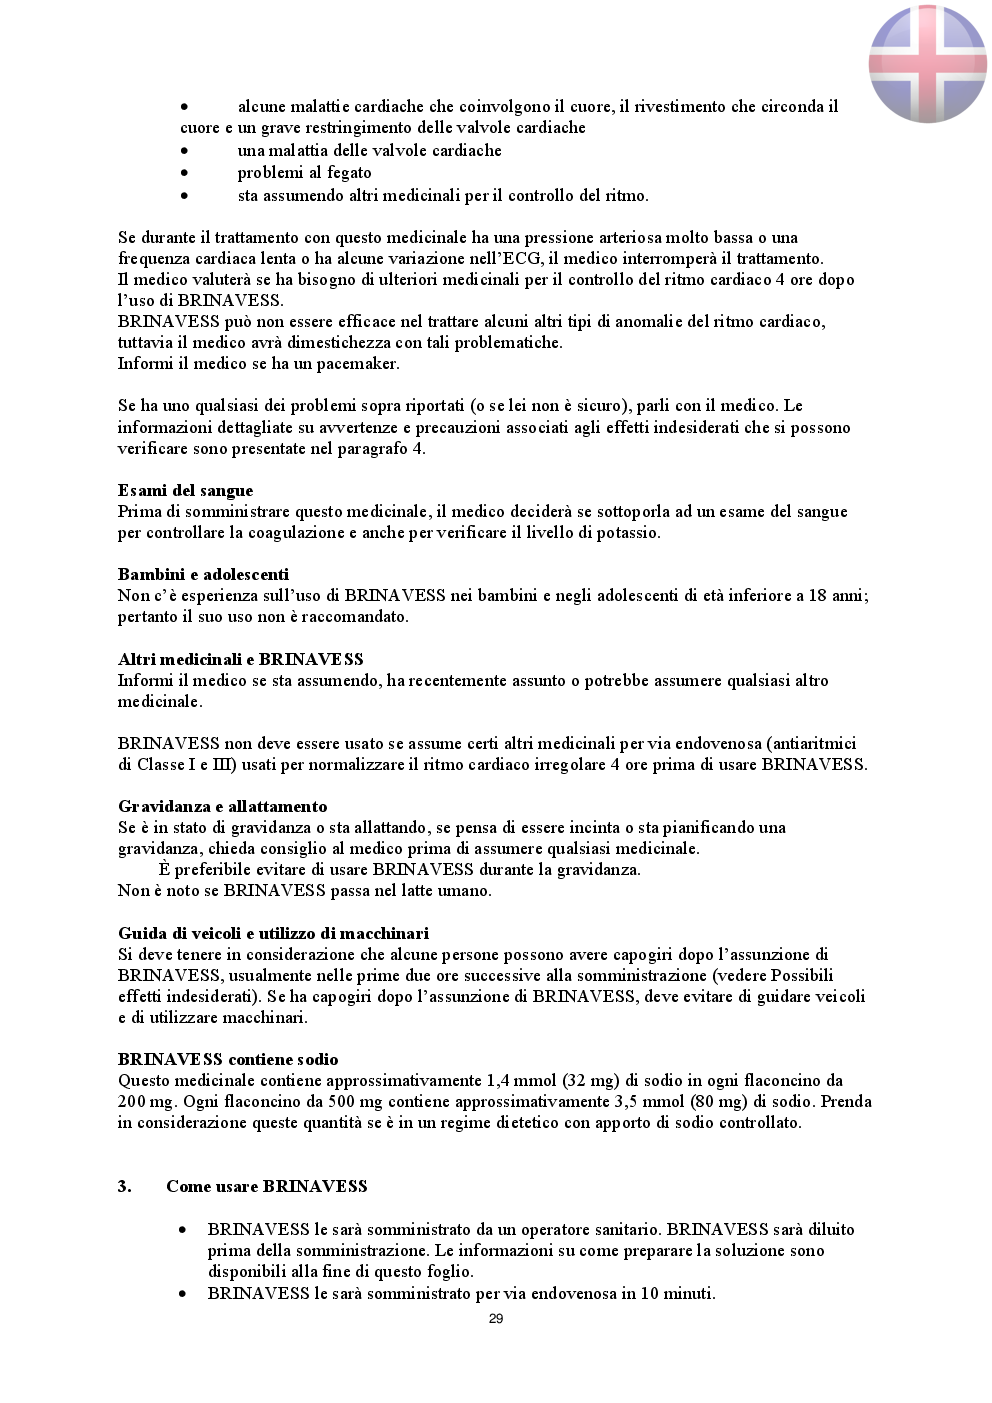 • alcune malattie cardiache che coinvolgono il cuore, il rivestimento che circonda il
cuore e un grave restringimento delle valvole cardiache
• una malattia delle valvole cardiache
• problemi al fegato
• sta assumendo altri medicinali per il controllo del ritmo.
Se durante il trattamento con questo medicinale ha una pressione arteriosa molto bassa o una
frequenza cardiaca lenta o ha alcune variazione nell’ECG, il medico interromperà il trattamento.
Il medico valuterà se ha bisogno di ulteriori medicinali per il controllo del ritmo cardiaco 4 ore dopo
l’uso di BRINAVESS.
BRINAVESS può non essere efficace nel trattare alcuni altri tipi di anomalie del ritmo cardiaco,
tuttavia il medico avrà dimestichezza con tali problematiche.
Informi il medico se ha un pacemaker.
Se ha uno qualsiasi dei problemi sopra riportati (o se lei non è sicuro), parli con il medico. Le
informazioni dettagliate su avvertenze e precauzioni associati agli effetti indesiderati che si possono
verificare sono presentate nel paragrafo 4.
Esami del sangue
Prima di somministrare questo medicinale, il medico deciderà se sottoporla ad un esame del sangue
per controllare la coagulazione e anche per verificare il livello di potassio.
Bambini e adolescenti
Non c’è esperienza sull’uso di BRINAVESS nei bambini e negli adolescenti di età inferiore a 18 anni;
pertanto il suo uso non è raccomandato.
Altri medicinali e BRINAVESS
Informi il medico se sta assumendo, ha recentemente assunto o potrebbe assumere qualsiasi altro
medicinale.
BRINAVESS non deve essere usato se assume certi altri medicinali per via endovenosa (antiaritmici
di Classe I e III) usati per normalizzare il ritmo cardiaco irregolare 4 ore prima di usare BRINAVESS.
Gravidanza e allattamento
Se è in stato di gravidanza o sta allattando, se pensa di essere incinta o sta pianificando una
gravidanza, chieda consiglio al medico prima di assumere qualsiasi medicinale.
È preferibile evitare di usare BRINAVESS durante la gravidanza.
Non è noto se BRINAVESS passa nel latte umano.
Guida di veicoli e utilizzo di macchinari
Si deve tenere in considerazione che alcune persone possono avere capogiri dopo l’assunzione di
BRINAVESS, usualmente nelle prime due ore successive alla somministrazione (vedere Possibili
effetti indesiderati). Se ha capogiri dopo l’assunzione di BRINAVESS, deve evitare di guidare veicoli
e di utilizzare macchinari.
BRINAVESS contiene sodio
Questo medicinale contiene approssimativamente 1,4 mmol (32 mg) di sodio in ogni flaconcino da
200 mg. Ogni flaconcino da 500 mg contiene approssimativamente 3,5 mmol (80 mg) di sodio. Prenda
in considerazione queste quantità se è in un regime dietetico con apporto di sodio controllato.
3. Come usare BRINAVESS
• BRINAVESS le sarà somministrato da un operatore sanitario. BRINAVESS sarà diluito
prima della somministrazione. Le informazioni su come preparare la soluzione sono
disponibili alla fine di questo foglio.
• BRINAVESS le sarà somministrato per via endovenosa in 10 minuti.
29